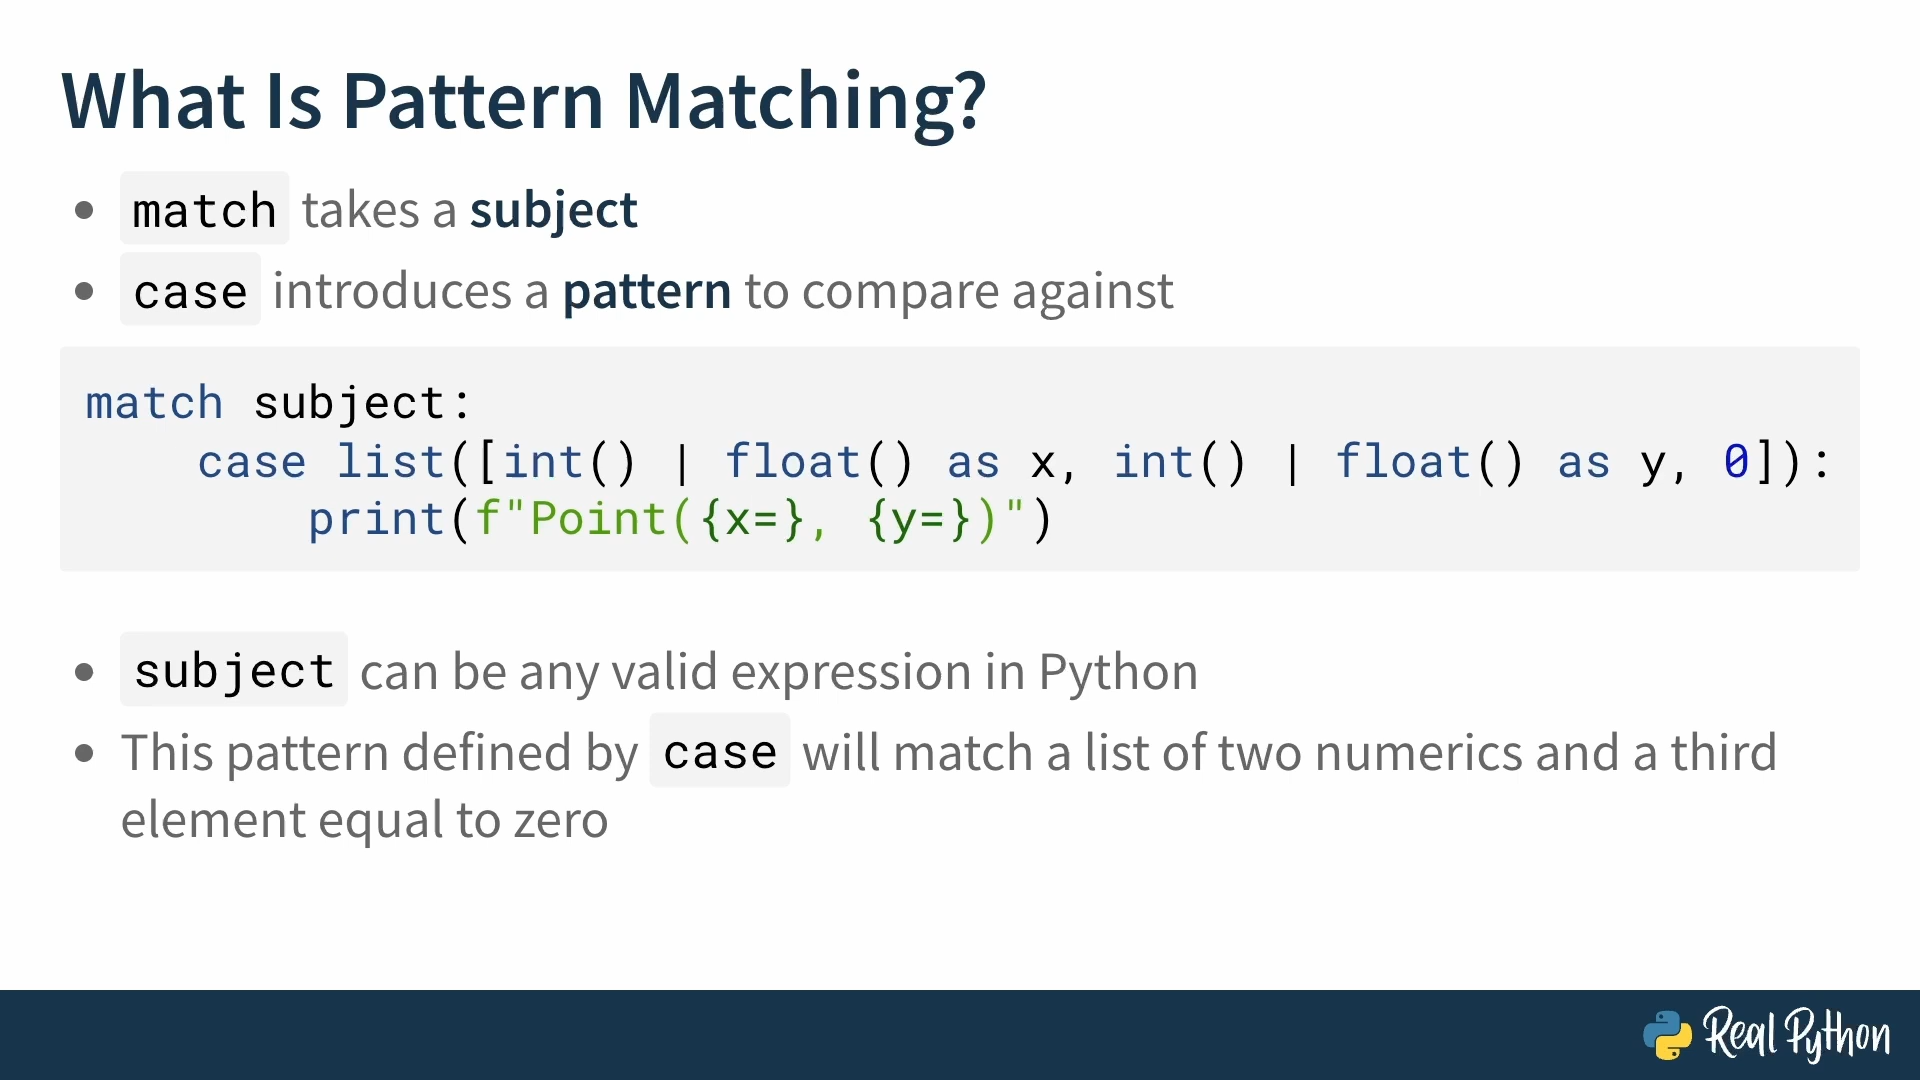 What Is Pattern Matching?
• match takes a subject
• case introduces a pattern to compare against
match subject:
    case list([int() | float() as x, int() | float() as y, 0]):
        print(f"Point({x=}, {y=})")
• subject can be any valid expression in Python
• This pattern defined by case will match a list of two numerics and a third
element equal to zero
Real Python